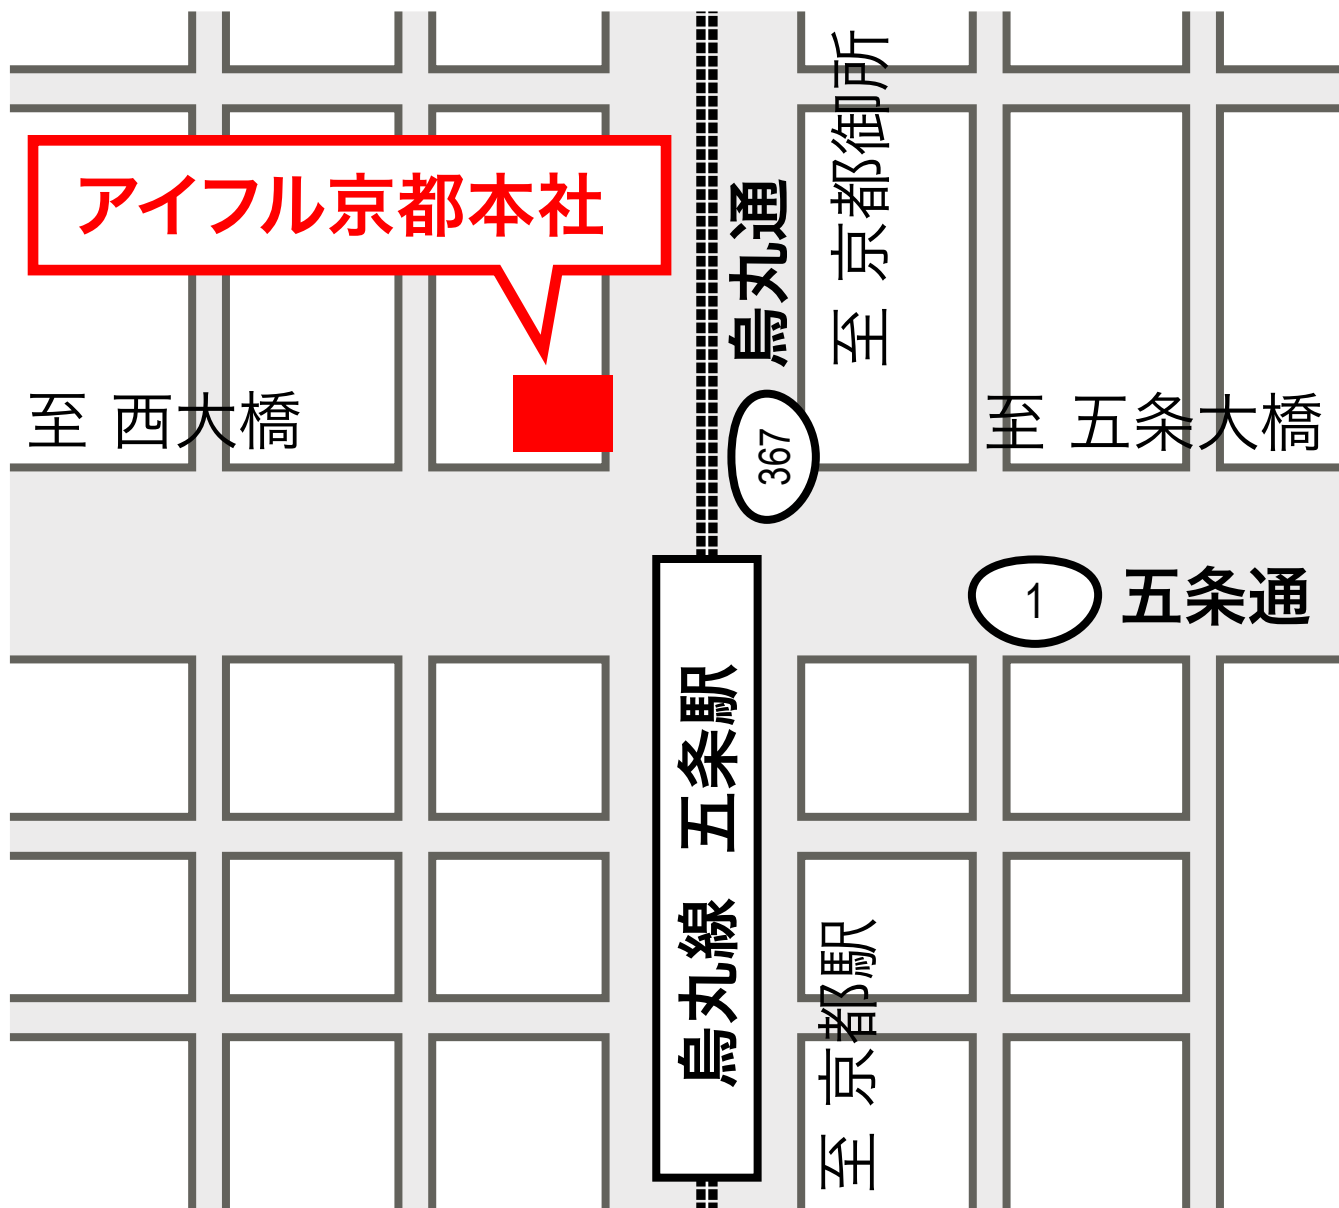 アイフル京都本社
烏丸通
至 京都御所
至 西大橋
367
至 五条大橋
1
五条通
烏丸線 五条駅
至 京都駅